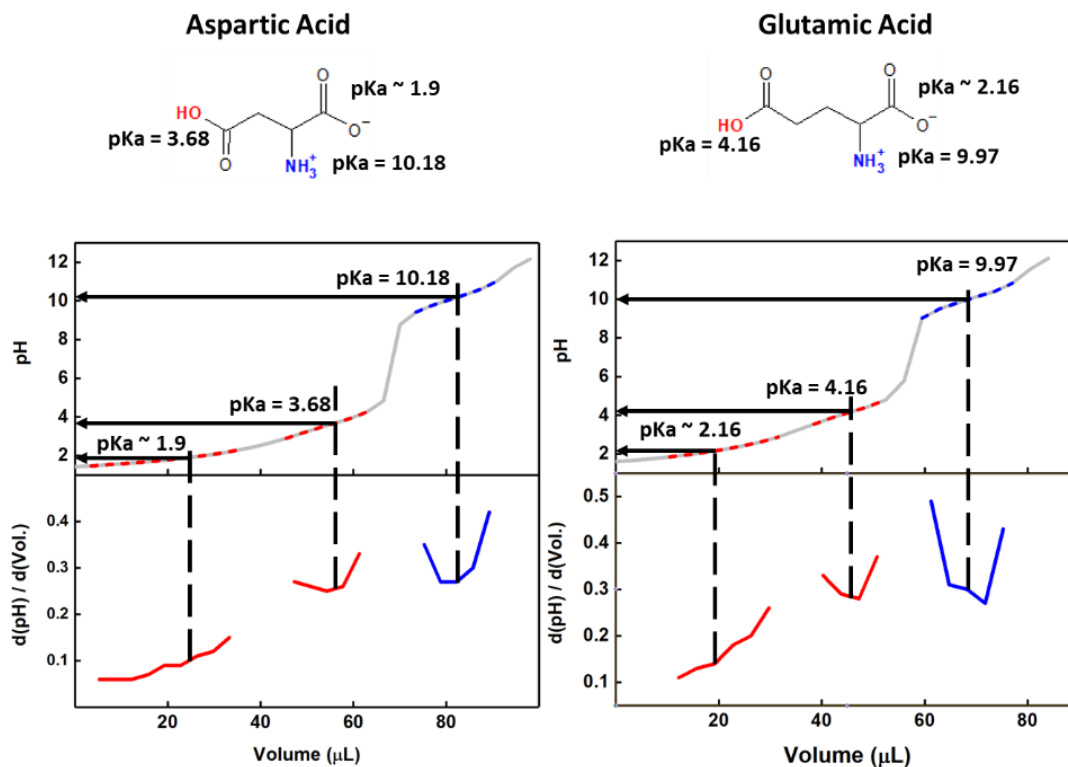 Aspartic Acid
O
pKa ~ 1.9
HO
O⁻
pKa = 3.68
O
NH₃⁺
pKa = 10.18
12
10
8
6
4
2
pH
pKa = 10.18
pKa = 3.68
pKa ~ 1.9
0.4
0.3
0.2
0.1
d(pH) / d(Vol.)
20
40
60
80
Volume (μL)
Glutamic Acid
O
O
pKa ~ 2.16
HO
O⁻
pKa = 4.16
NH₃⁺
pKa = 9.97
12
10
8
6
4
2
pH
pKa = 9.97
pKa = 4.16
pKa ~ 2.16
0.5
0.4
0.3
0.2
0.1
d(pH) / d(Vol.)
0
20
40
60
80
Volume (μL)